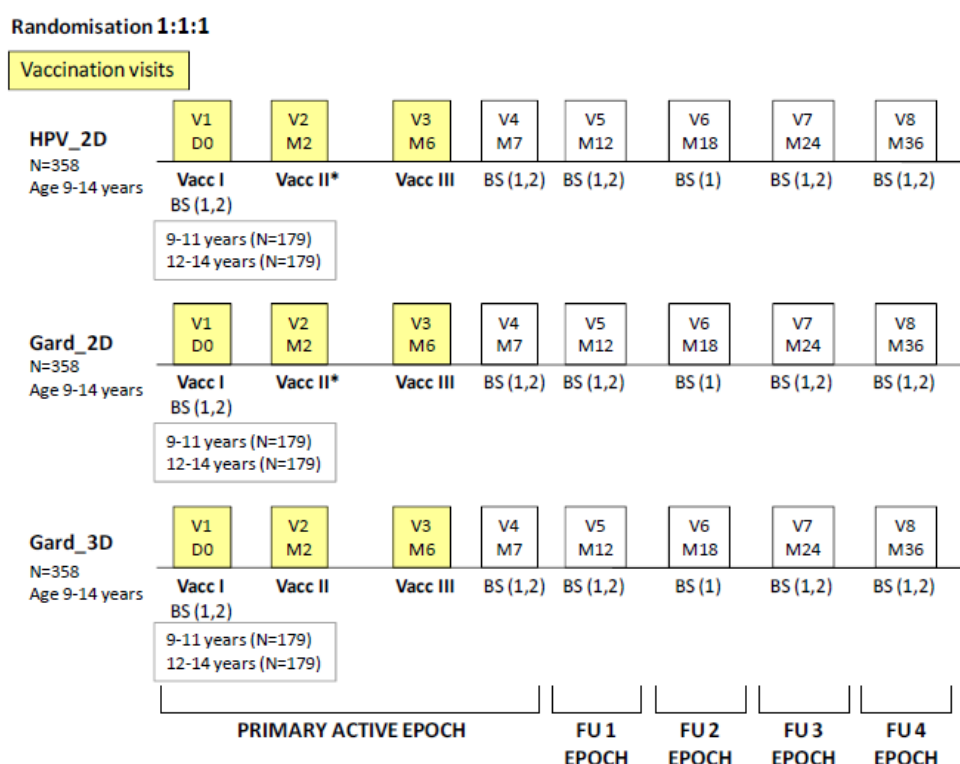 Randomisation 1:1:1
Vaccination visits
HPV_2D
N=358
Age 9-14 years
V1 V2 V3 V4 V5 V6 V7 V8
D0 M2 M6 M7 M12 M18 M24 M36
Vacc I Vacc II* Vacc III BS (1,2) BS (1,2) BS (1) BS (1,2) BS (1,2)
BS (1,2)
9-11 years (N=179)
12-14 years (N=179)
Gard_2D
N=358
Age 9-14 years
V1 V2 V3 V4 V5 V6 V7 V8
D0 M2 M6 M7 M12 M18 M24 M36
Vacc I Vacc II* Vacc III BS (1,2) BS (1,2) BS (1) BS (1,2) BS (1,2)
BS (1,2)
9-11 years (N=179)
12-14 years (N=179)
Gard_3D
N=358
Age 9-14 years
V1 V2 V3 V4 V5 V6 V7 V8
D0 M2 M6 M7 M12 M18 M24 M36
Vacc I Vacc II Vacc III BS (1,2) BS (1,2) BS (1) BS (1,2) BS (1,2)
BS (1,2)
9-11 years (N=179)
12-14 years (N=179)
PRIMARY ACTIVE EPOCH FU 1 FU 2 FU 3 FU 4
EPOCH EPOCH EPOCH EPOCH